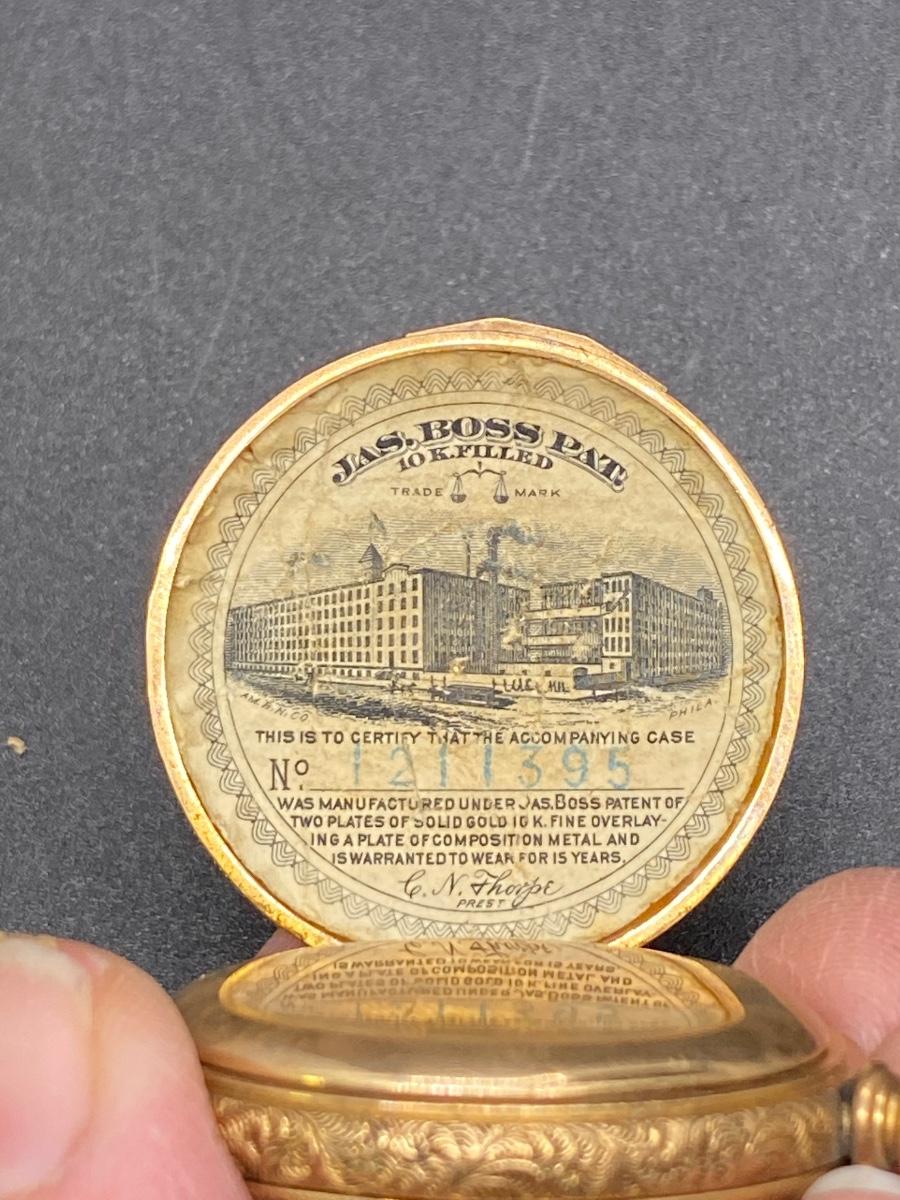 JAS. BOSS PAT.
10 K. FILLED
TRADE MARK
AM. B. N. CO. PHILA.
THIS IS TO CERTIFY THAT THE ACCOMPANYING CASE
No. 1211395
WAS MANUFACTURED UNDER JAS. BOSS PATENT OF
TWO PLATES OF SOLID GOLD 10 K. FINE OVERLAY-
ING A PLATE OF COMPOSITION METAL AND
IS WARRANTED TO WEAR FOR 15 YEARS.
C. N. Thorpe
PREST